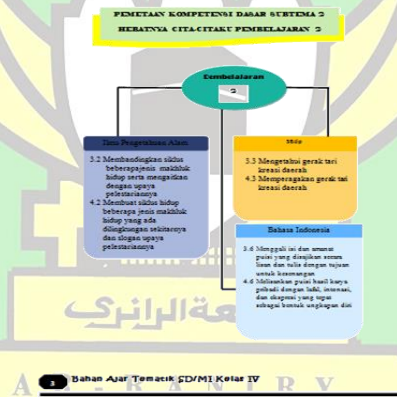 PEMETAAN KOMPETENSI DASAR SUBTEMA 2
HEBATNYA CITA-CITAKU PEMBELAJARAN 2
Pembelajaran
2
Ilmu Pengetahuan Alam
3.2 Membandingkan siklus
beberapajenis makhluk
hidup serta mengaitkan
dengan upaya
pelestariannya
4.2 Membuat siklus hidup
beberapa jenis makhluk
hidup yang ada
dilingkungan sekitarnya
dan slogan upaya
pelestariannya
3.3 Mengetahui gerak tari
kreasi daerah
4.3 Memperagakan gerak tari
kreasi daerah
Bahasa Indonesia
3.6 Menggali isi dan amanat
puisi yang disajikan secara
lisan dan tulis dengan tujuan
untuk kesenangan
4.6 Melisankan puisi hasil karya
pribadi dengan lafal, intonasi,
dan ekspresi yang tepat
sebagai bentuk ungkapan diri
3 Bahan Ajar Tematik SD/MI Kelas IV